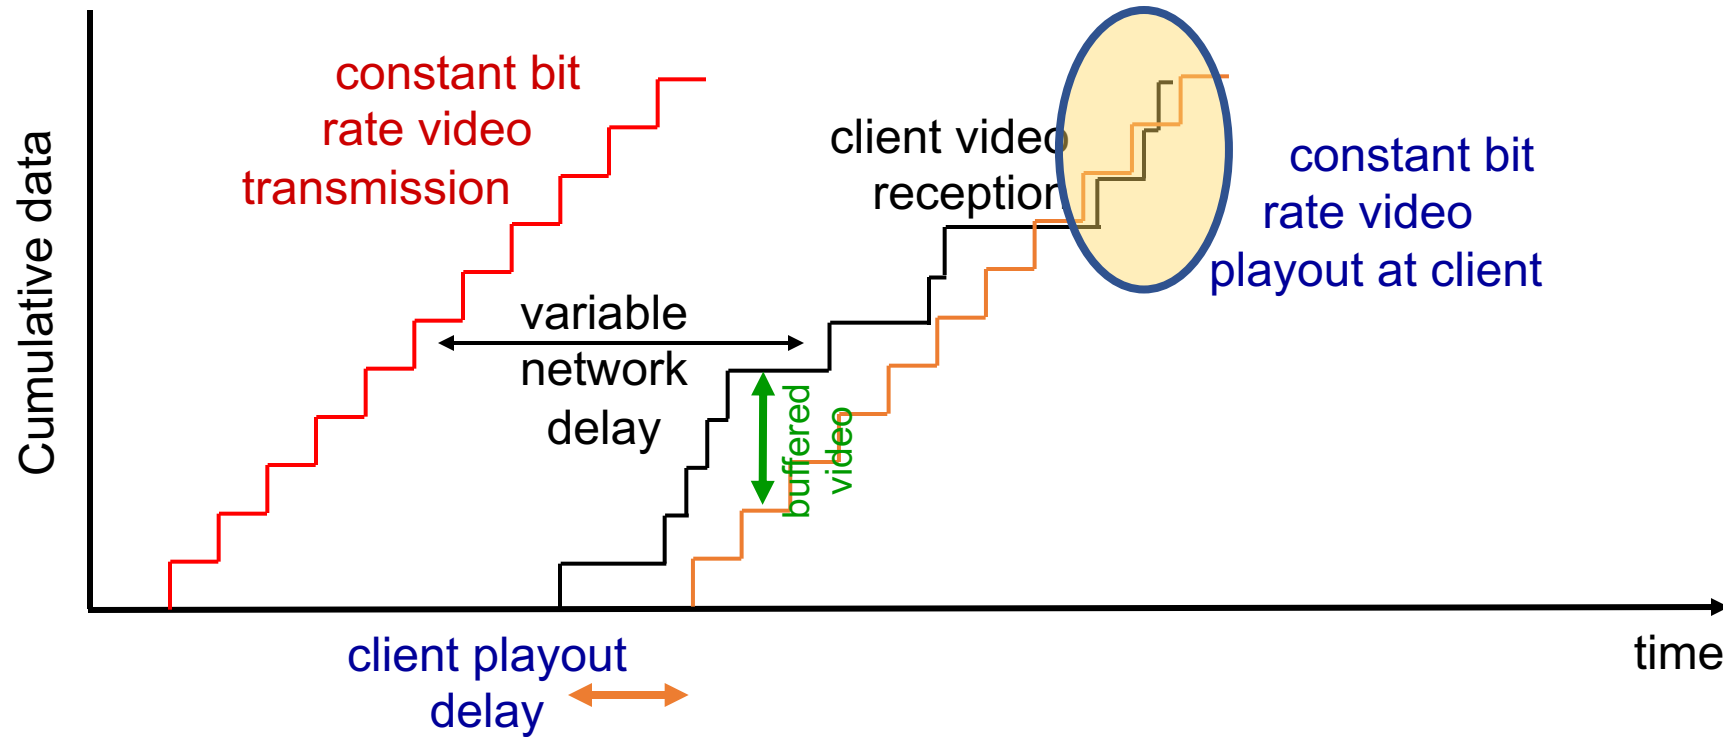 constant bit
rate video
transmission
client video
reception
constant bit
rate video
playout at client
Cumulative data
variable
network
delay
buffered
video
time
client playout
delay